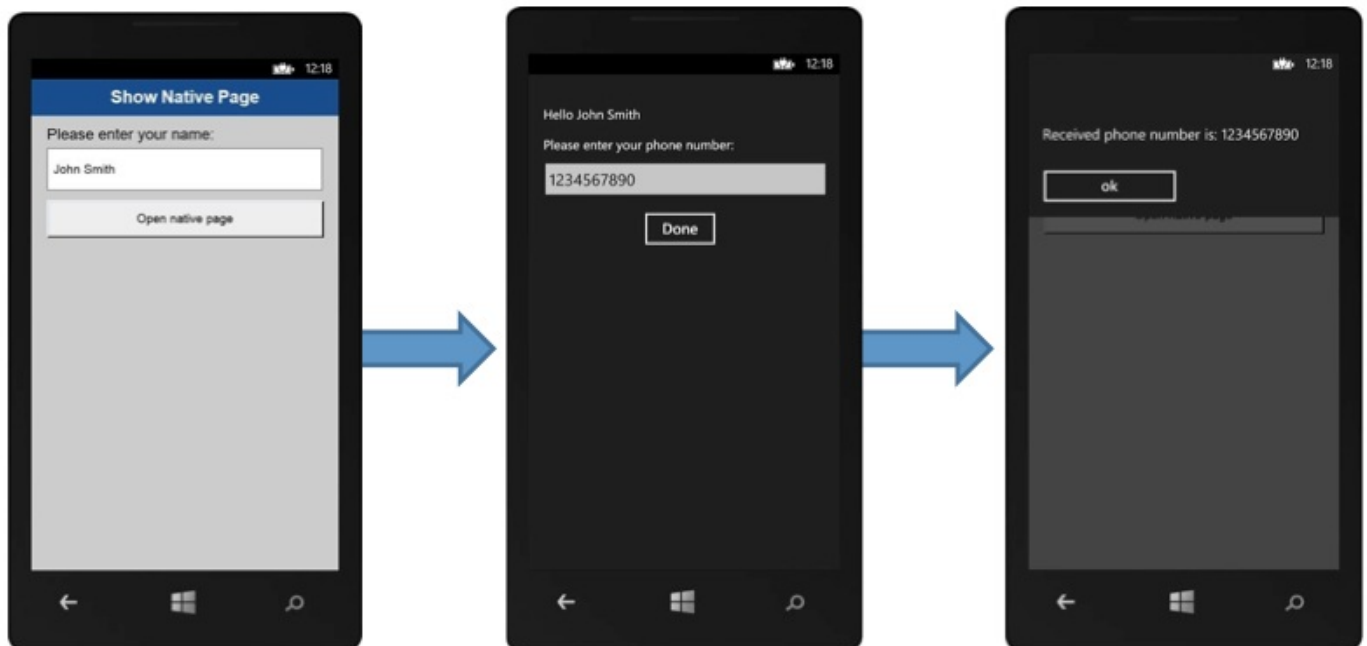 12:18
Show Native Page
Please enter your name:
John Smith
Open native page
12:18
Hello John Smith
Please enter your phone number:
1234567890
Done
12:18
Received phone number is: 1234567890
ok